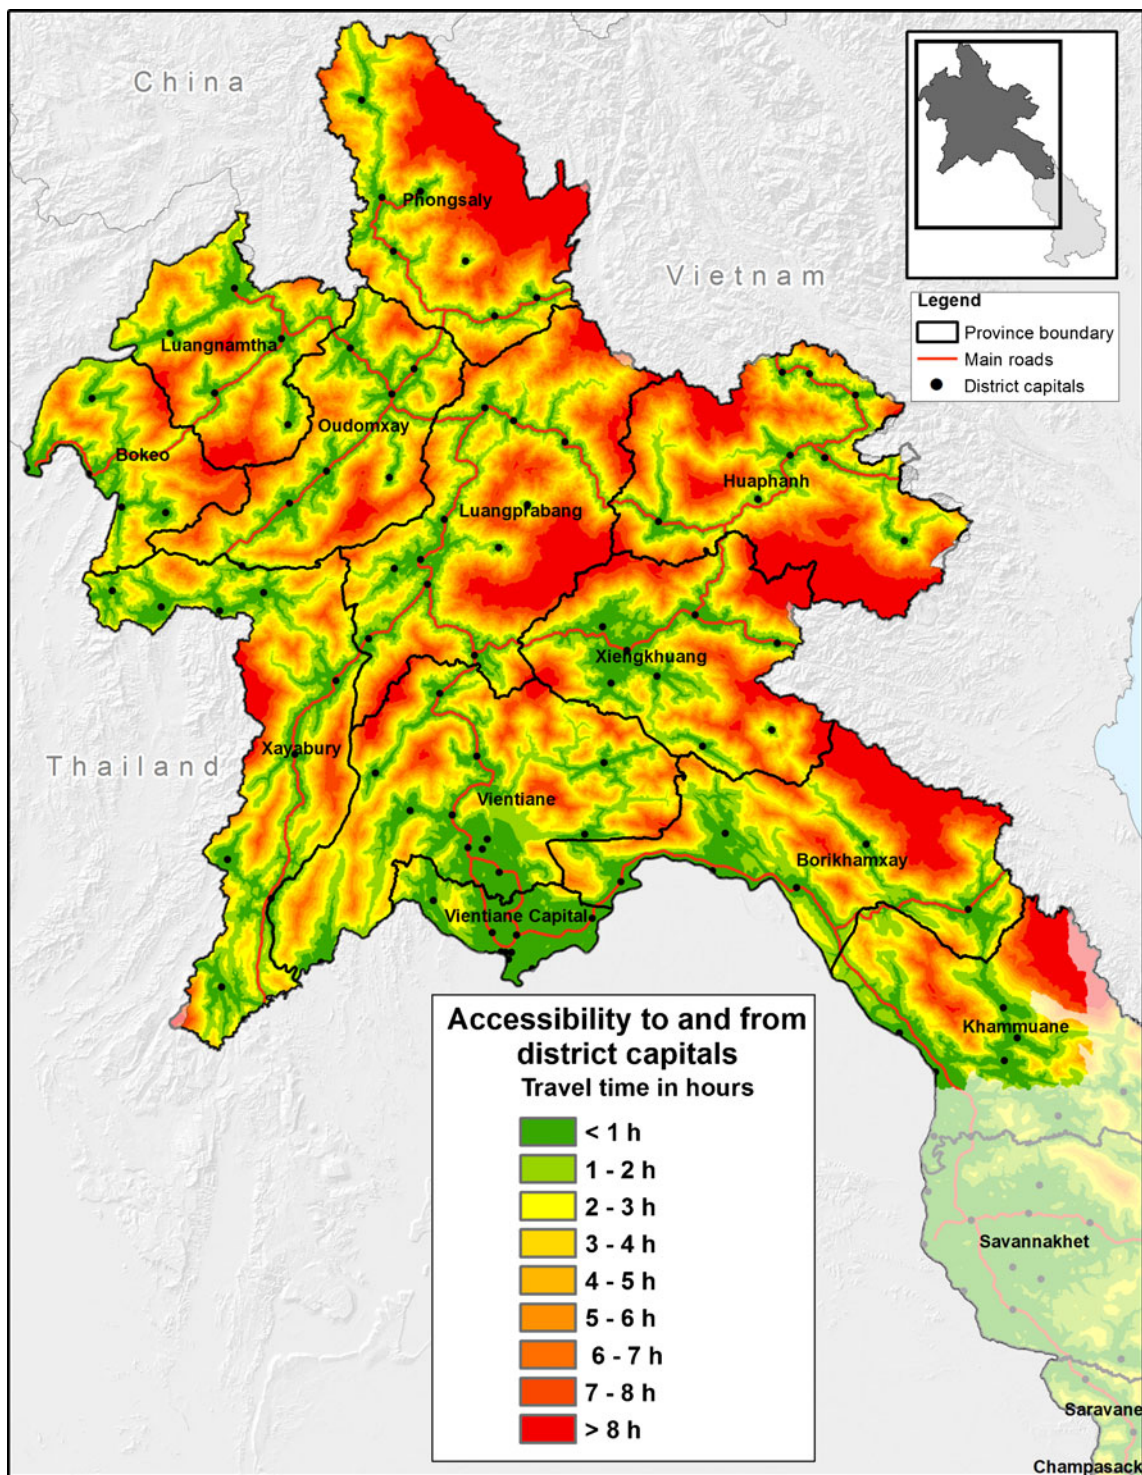 China
Phongsaly
Vietnam
Legend
Province boundary
Main roads
District capitals
Luangnamtha
Oudomxay
Bokeo
Huaphanh
Luangprabang
Xiengkhuang
Thailand
Xayabury
Vientiane
Borikhamxay
Vientiane Capital
Khammuane
Accessibility to and from
district capitals
Travel time in hours
< 1 h
1 - 2 h
2 - 3 h
3 - 4 h
4 - 5 h
5 - 6 h
6 - 7 h
7 - 8 h
> 8 h
Savannakhet
Saravane
Champasack